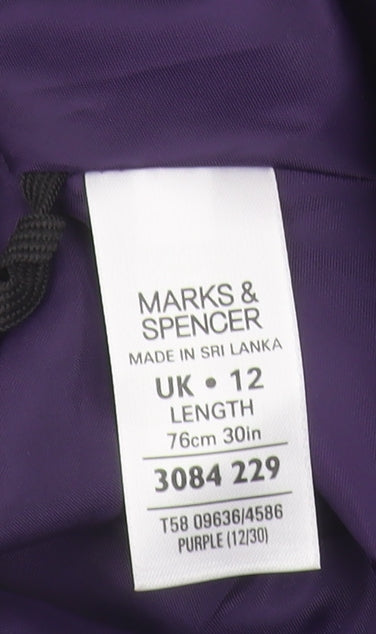 MARKS &
SPENCER
MADE IN SRI LANKA
UK • 12
LENGTH
76cm 30in
3084 229
T58 09636/4586
PURPLE (12/30)